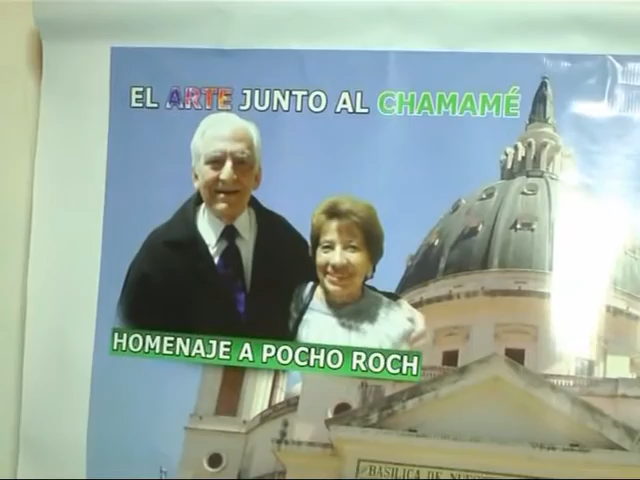 EL ARTE JUNTO AL CHAMAMÉ
HOMENAJE A POCHO ROCH
BASILICA DE